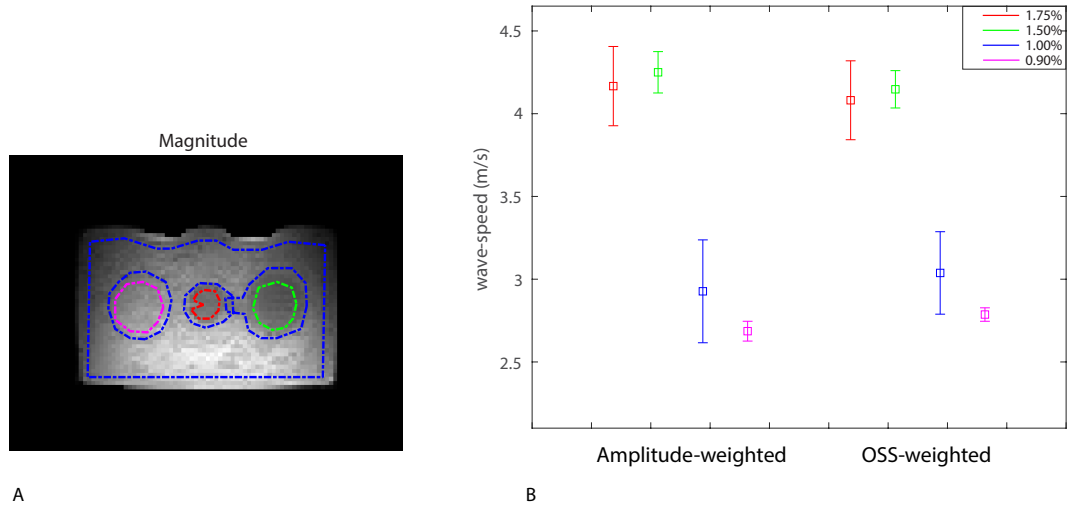 Magnitude
A
wave-speed (m/s)
4.5
4
3.5
3
2.5
1.75%
1.50%
1.00%
0.90%
Amplitude-weighted
OSS-weighted
B